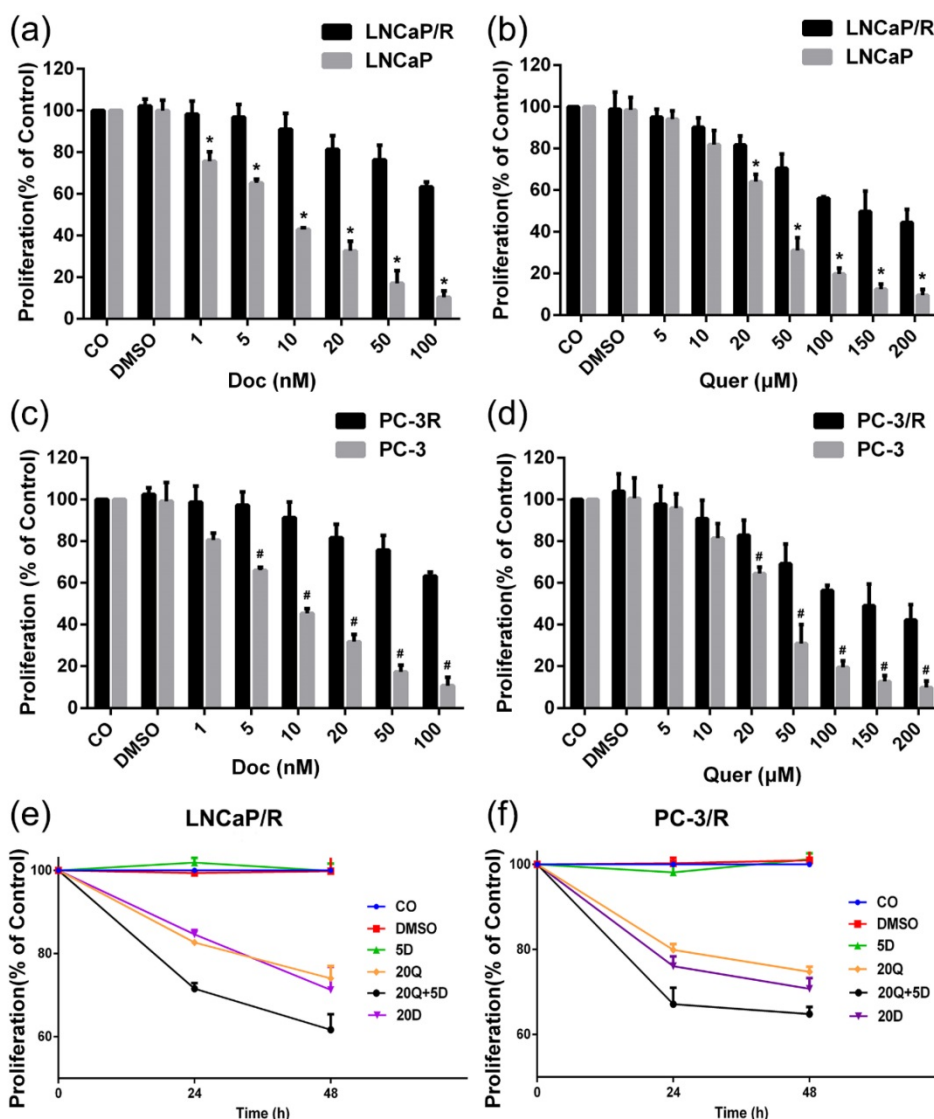 (a)
LNCaP/R
LNCaP
Proliferation(% of Control)
120
100
80
60
40
20
0
* * * * * *
CO DMSO 1 5 10 20 50 100
Doc (nM)
(b)
LNCaP/R
LNCaP
Proliferation(% of Control)
120
100
80
60
40
20
0
* * * * *
CO DMSO 5 10 20 50 100 150 200
Quer (µM)
(c)
PC-3R
PC-3
Proliferation (% of Control)
120
100
80
60
40
20
0
# # # # #
CO DMSO 1 5 10 20 50 100
Doc (nM)
(d)
PC-3/R
PC-3
Proliferation(% of Control)
120
100
80
60
40
20
0
# # # # #
CO DMSO 5 10 20 50 100 150 200
Quer (µM)
(e)
LNCaP/R
Proliferation(% of Control)
100
80
60
CO
DMSO
5D
20Q
20Q+5D
20D
0 24 48
Time (h)
(f)
PC-3/R
Proliferation(% of Control)
100
80
60
CO
DMSO
5D
20Q
20Q+5D
20D
0 24 48
Time (h)